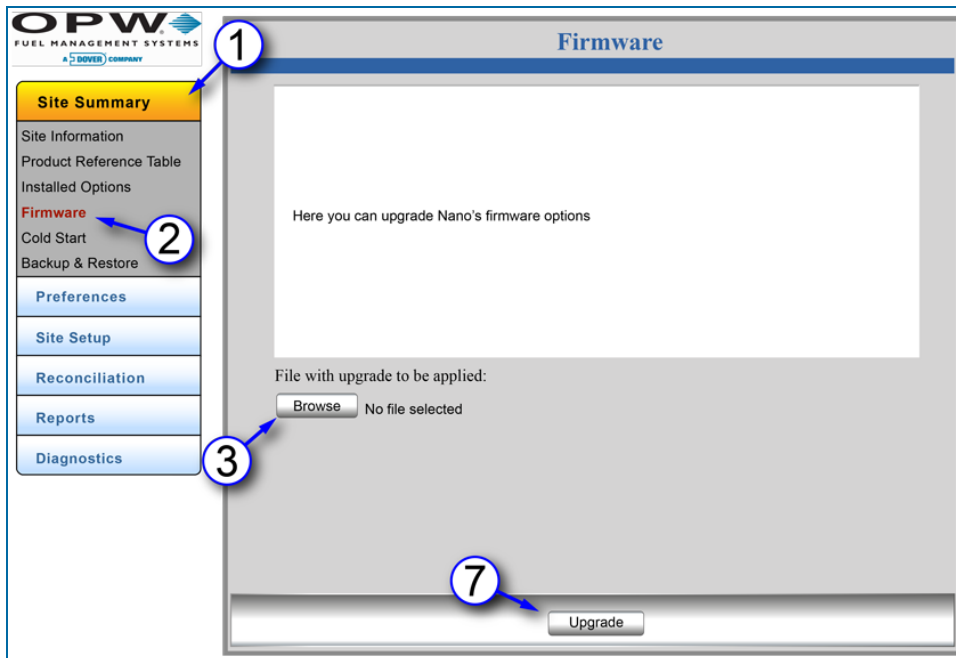 OPW
FUEL MANAGEMENT SYSTEMS
A DOVER COMPANY
1
Firmware
Site Summary
Site Information
Product Reference Table
Installed Options
Firmware
2
Cold Start
Backup & Restore
Preferences
Site Setup
Reconciliation
Reports
Diagnostics
Here you can upgrade Nano's firmware options
File with upgrade to be applied:
Browse No file selected
3
7
Upgrade